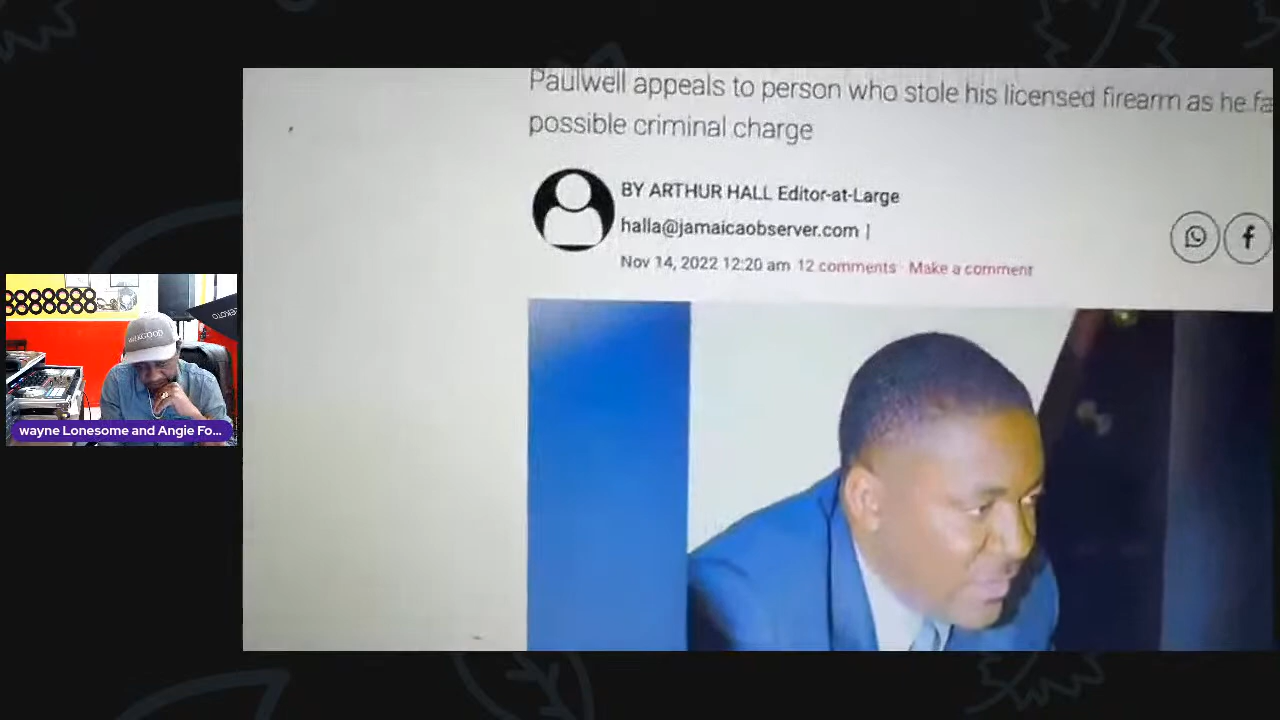 Paulwell appeals to person who stole his licensed firearm as he fa
possible criminal charge
BY ARTHUR HALL Editor-at-Large
halla@jamaicaobserver.com |
Nov 14, 2022 12:20 am 12 comments · Make a comment
wayne Lonesome and Angie Fo...